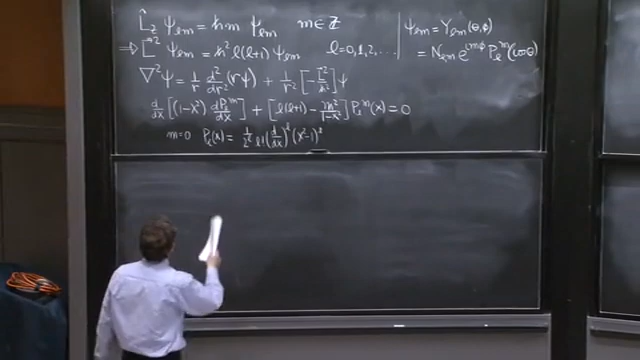 L̂_z ψ_ℓm = ħm ψ_ℓm   m ∈ ℤ
⇒ L̂² ψ_ℓm = ħ² ℓ(ℓ+1) ψ_ℓm   ℓ = 0, 1, 2, ...
∇²ψ = 1/r d²/dr² (rψ) + 1/r² [-L̂²/ħ²] ψ
d/dx [(1-x²) dP_ℓ^m/dx] + [ℓ(ℓ+1) - m²/(1-x²)] P_ℓ^m(x) = 0
m=0   P_ℓ(x) = 1/(2^ℓ ℓ!) (d/dx)^ℓ (x²-1)^ℓ
ψ_ℓm = Y_ℓm(θ,φ)
= N_ℓm e^{imφ} P_ℓ^m(cosθ)